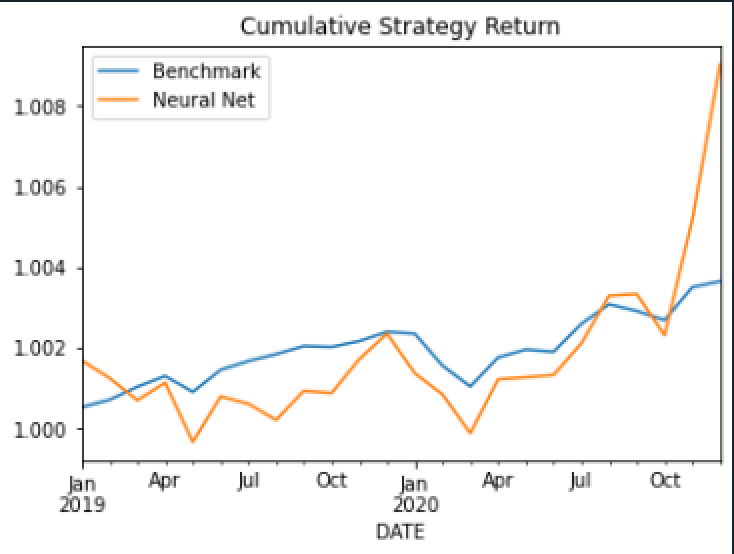 Cumulative Strategy Return
Benchmark
Neural Net
1.008
1.006
1.004
1.002
1.000
Jan Apr Jul Oct Jan Apr Jul Oct
2019 2020
DATE